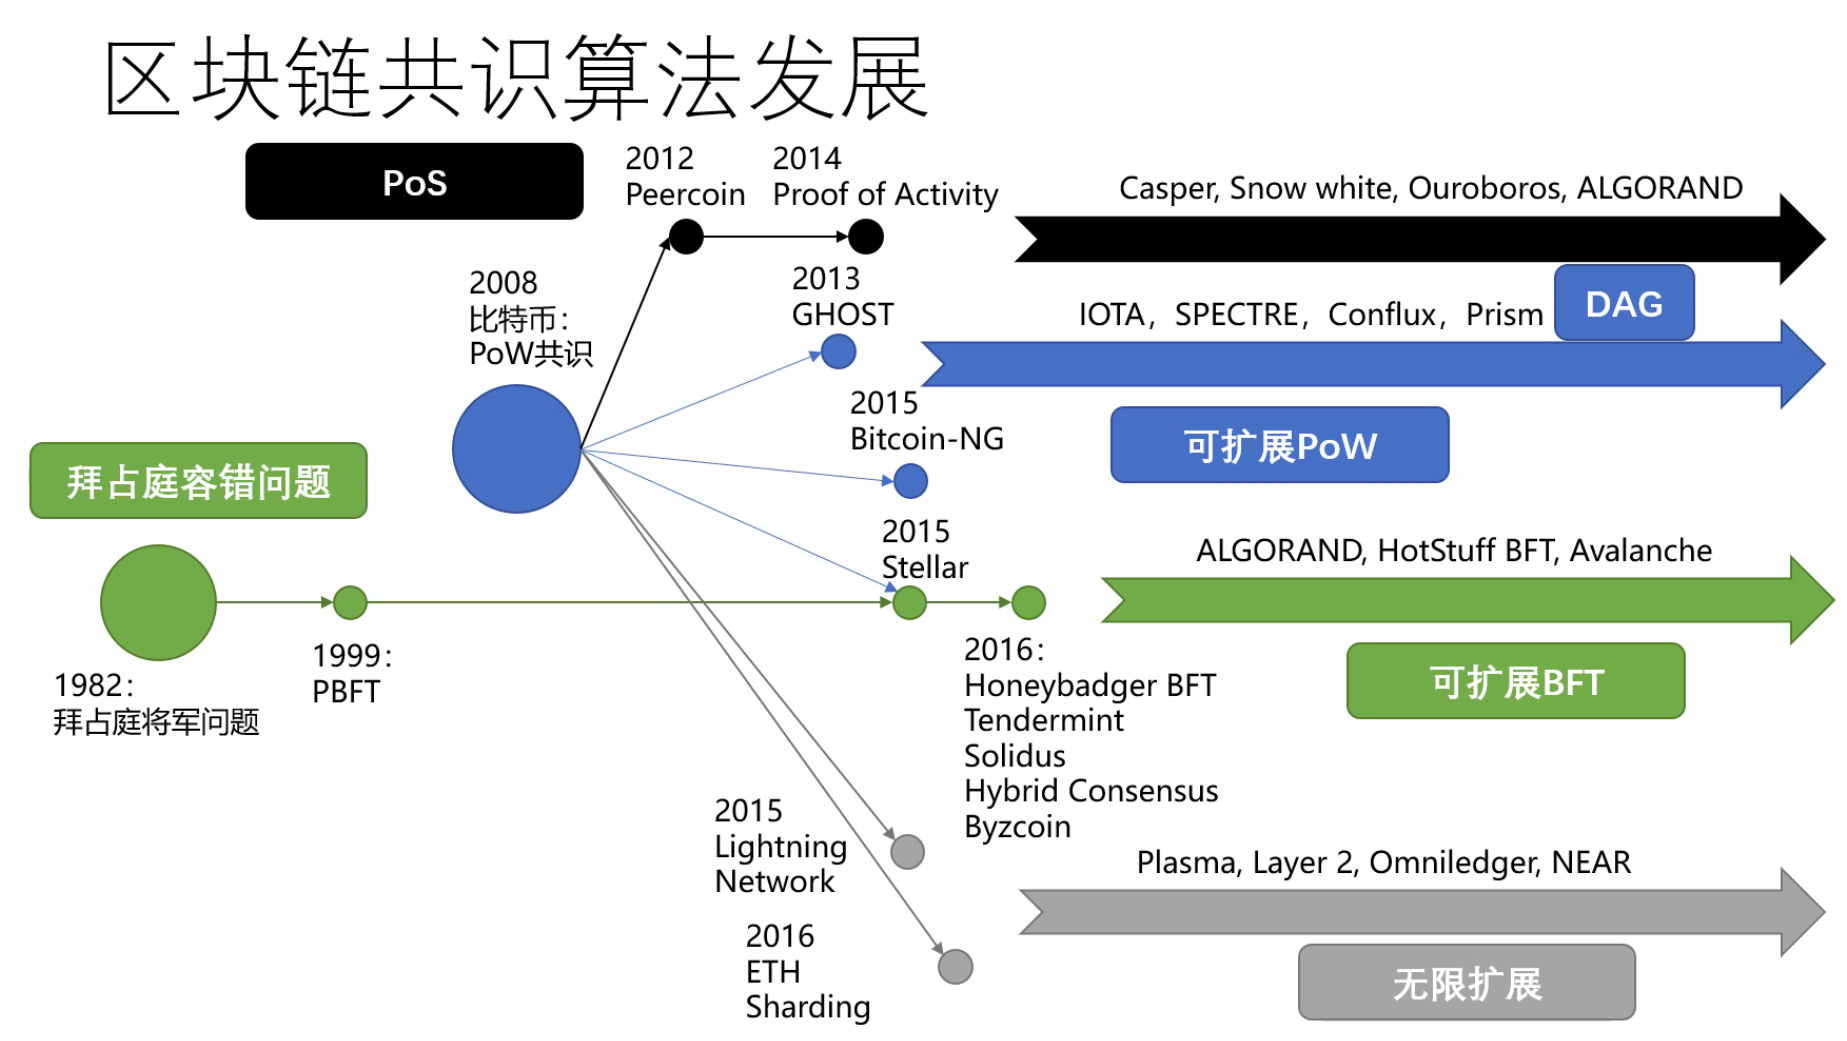 区块链共识算法发展
PoS
2012
Peercoin
2014
Proof of Activity
Casper, Snow white, Ouroboros, ALGORAND
2008
比特币：
PoW共识
2013
GHOST
IOTA，SPECTRE，Conflux，Prism
DAG
2015
Bitcoin-NG
可扩展PoW
拜占庭容错问题
2015
Stellar
ALGORAND, HotStuff BFT, Avalanche
1982：
拜占庭将军问题
1999：
PBFT
2016：
Honeybadger BFT
Tendermint
Solidus
Hybrid Consensus
Byzcoin
可扩展BFT
2015
Lightning
Network
Plasma, Layer 2, Omniledger, NEAR
2016
ETH
Sharding
无限扩展